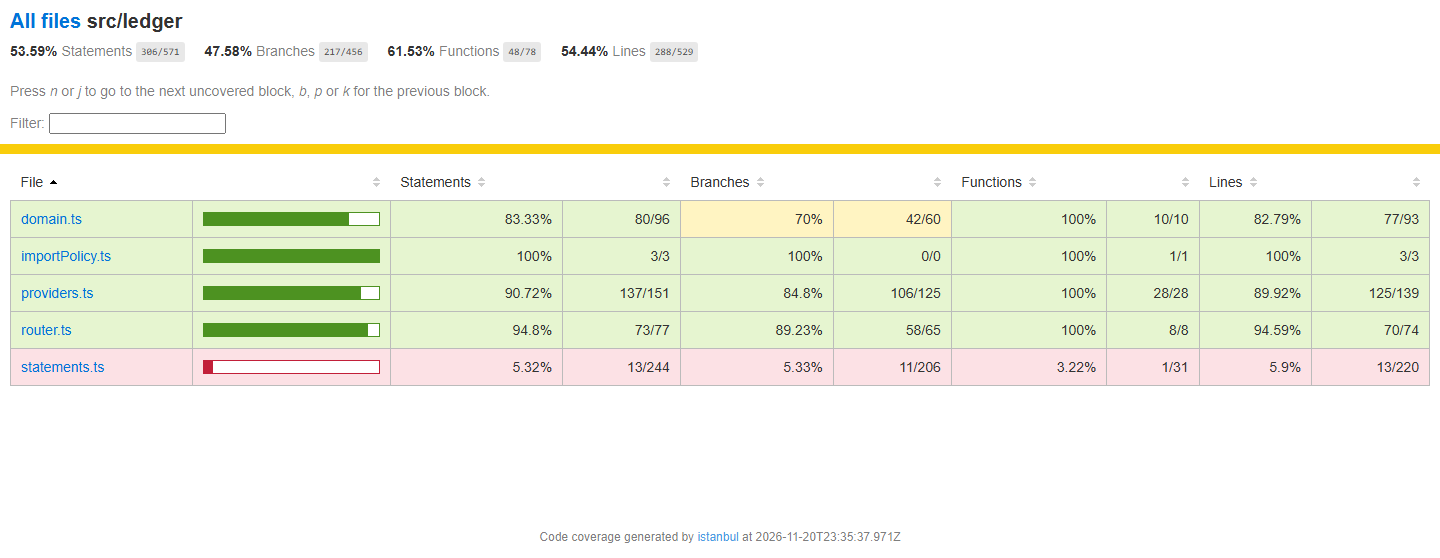 All files src/ledger
53.59% Statements 306/571 47.58% Branches 217/456 61.53% Functions 48/78 54.44% Lines 288/529
Press n or j to go to the next uncovered block, b, p or k for the previous block.
Filter:
File Statements Branches Functions Lines
domain.ts 83.33% 80/96 70% 42/60 100% 10/10 82.79% 77/93
importPolicy.ts 100% 3/3 100% 0/0 100% 1/1 100% 3/3
providers.ts 90.72% 137/151 84.8% 106/125 100% 28/28 89.92% 125/139
router.ts 94.8% 73/77 89.23% 58/65 100% 8/8 94.59% 70/74
statements.ts 5.32% 13/244 5.33% 11/206 3.22% 1/31 5.9% 13/220
Code coverage generated by istanbul at 2026-11-20T23:35:37.971Z